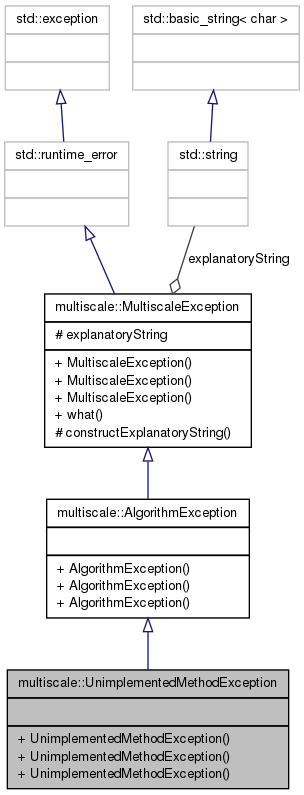 std::exception
std::basic_string< char >
std::runtime_error
std::string
explanatoryString
multiscale::MultiscaleException
# explanatoryString
+ MultiscaleException()
+ MultiscaleException()
+ MultiscaleException()
+ what()
# constructExplanatoryString()
multiscale::AlgorithmException
+ AlgorithmException()
+ AlgorithmException()
+ AlgorithmException()
multiscale::UnimplementedMethodException
+ UnimplementedMethodException()
+ UnimplementedMethodException()
+ UnimplementedMethodException()